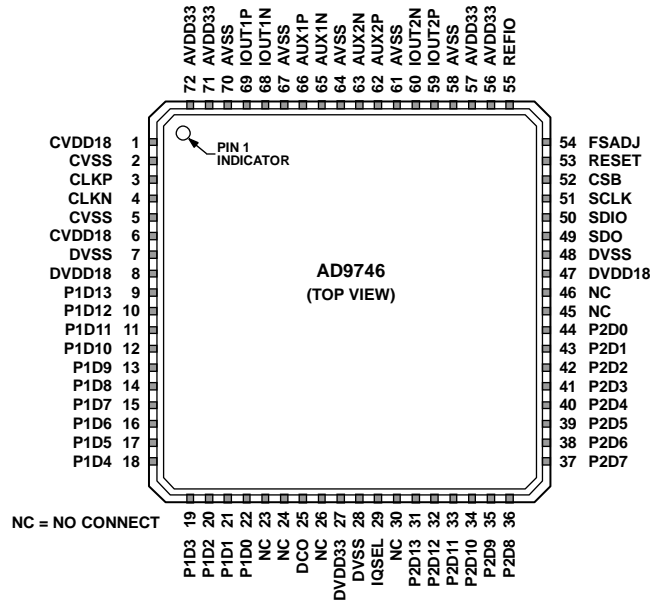 72 AVDD33
71 AVDD33
70 AVSS
69 IOUT1P
68 IOUT1N
67 AVSS
66 AUX1P
65 AUX1N
64 AVSS
63 AUX2N
62 AUX2P
61 AVSS
60 IOUT2N
59 IOUT2P
58 AVSS
57 AVDD33
56 AVDD33
55 REFIO
CVDD18 1
CVSS 2
CLKP 3
CLKN 4
CVSS 5
CVDD18 6
DVSS 7
DVDD18 8
P1D13 9
P1D12 10
P1D11 11
P1D10 12
P1D9 13
P1D8 14
P1D7 15
P1D6 16
P1D5 17
P1D4 18
PIN 1
INDICATOR
AD9746
(TOP VIEW)
54 FSADJ
53 RESET
52 CSB
51 SCLK
50 SDIO
49 SDO
48 DVSS
47 DVDD18
46 NC
45 NC
44 P2D0
43 P2D1
42 P2D2
41 P2D3
40 P2D4
39 P2D5
38 P2D6
37 P2D7
NC = NO CONNECT
P1D3 19
P1D2 20
P1D1 21
P1D0 22
NC 23
NC 24
DCO 25
NC 26
DVDD33 27
DVSS 28
IQSEL 29
NC 30
P2D13 31
P2D12 32
P2D11 33
P2D10 34
P2D9 35
P2D8 36